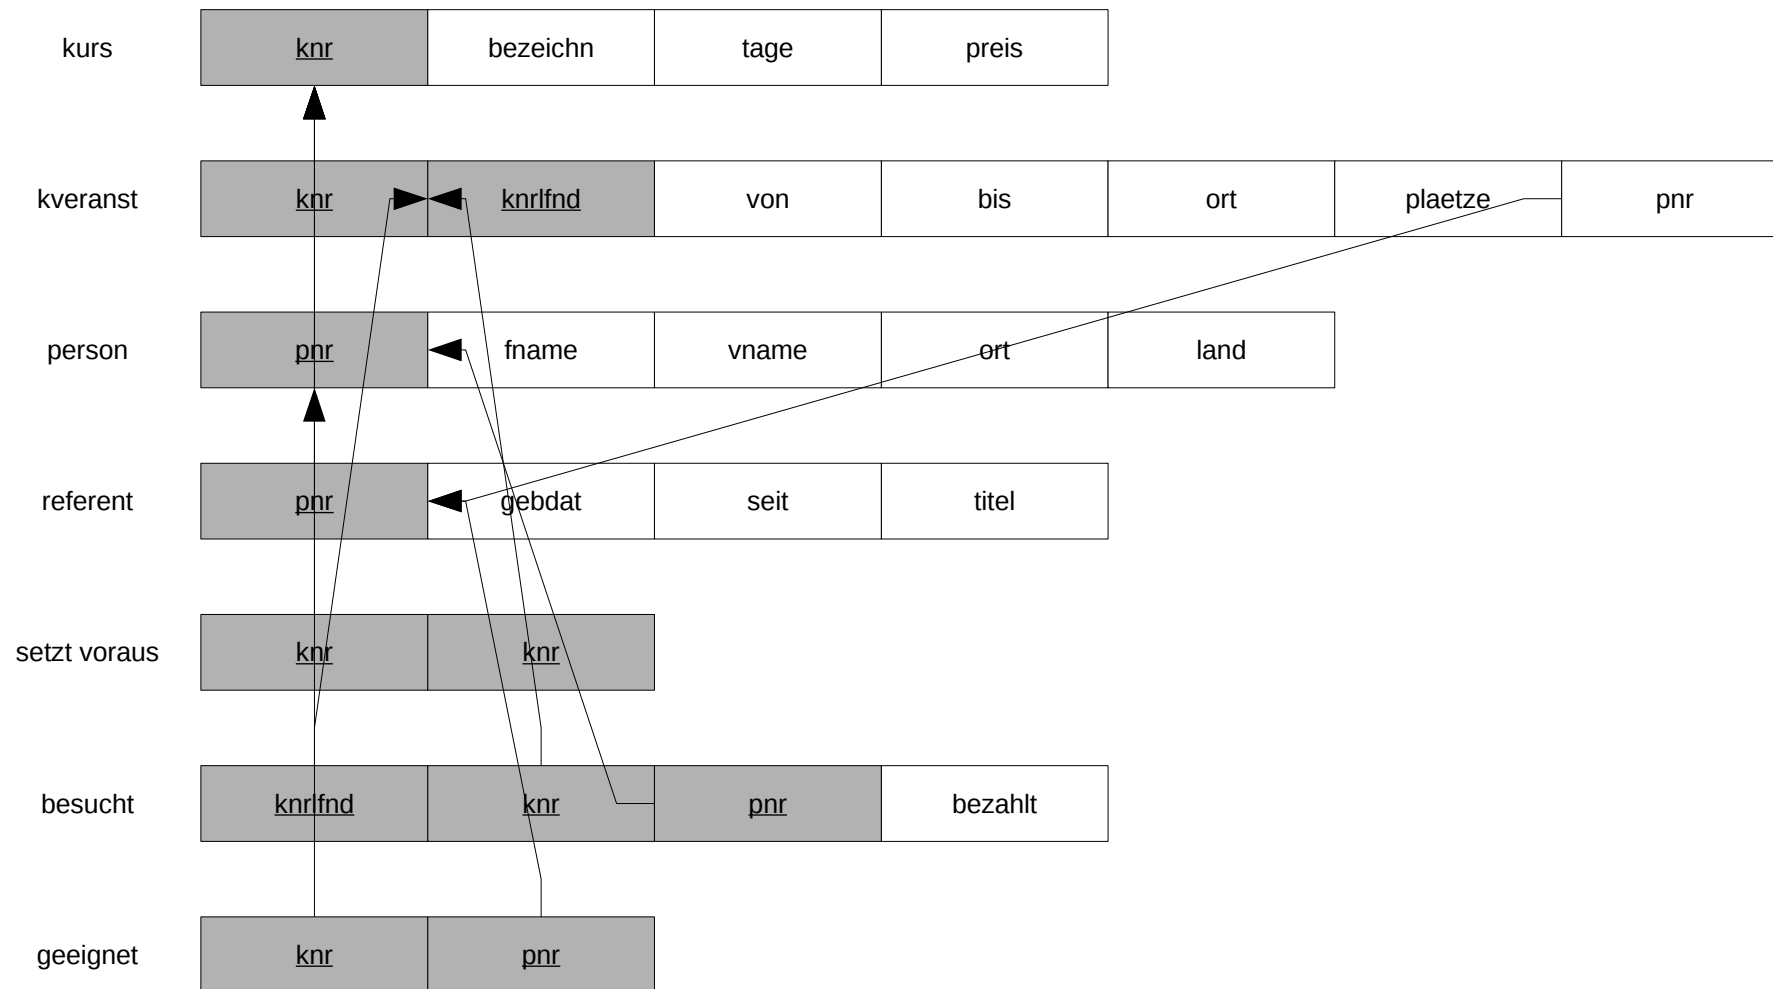 kurs knr bezeichn tage preis
kveranst knr knrlfnd von bis ort plaetze pnr
person pnr fname vname ort land
referent pnr gebdat seit titel
setzt voraus knr knr
besucht knrlfnd knr pnr bezahlt
geeignet knr pnr